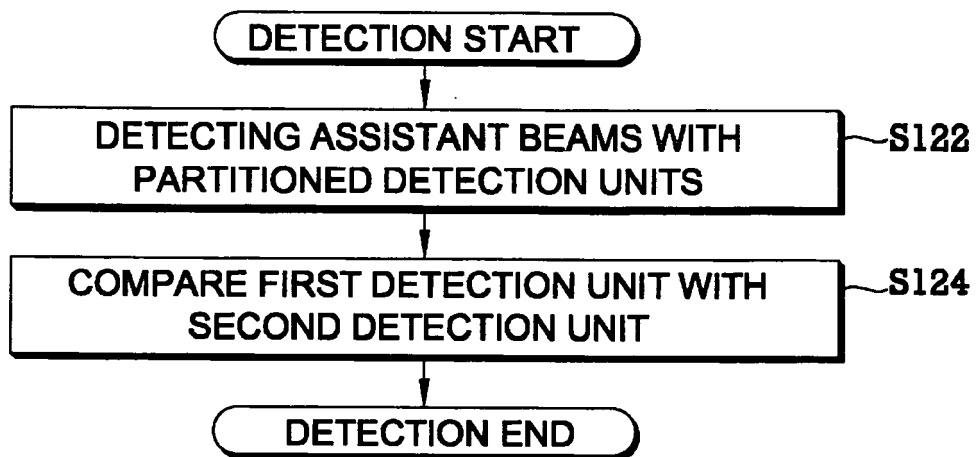 DETECTION START
DETECTING ASSISTANT BEAMS WITH
PARTITIONED DETECTION UNITS
S122
COMPARE FIRST DETECTION UNIT WITH
SECOND DETECTION UNIT
S124
DETECTION END